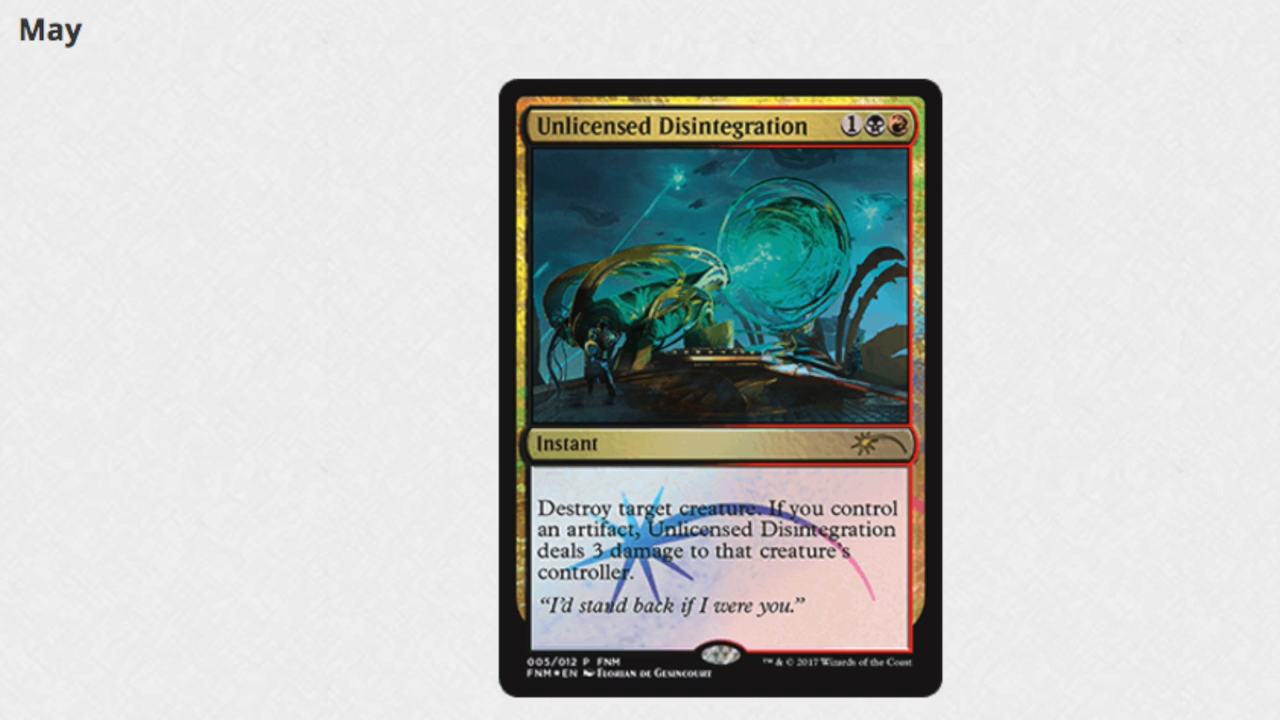 May
Unlicensed Disintegration 1
Instant
Destroy target creature. If you control
an artifact, Unlicensed Disintegration
deals 3 damage to that creature's
controller.
"I'd stand back if I were you."
005/012 P FNM
FNM★EN Florian de Gesincourt
™ & © 2017 Wizards of the Coast